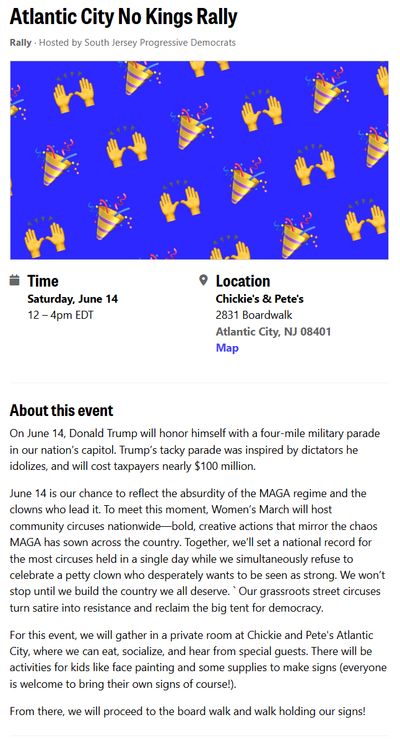 Atlantic City No Kings Rally
Rally · Hosted by South Jersey Progressive Democrats
Time
Saturday, June 14
12 – 4pm EDT
Location
Chickie's & Pete's
2831 Boardwalk
Atlantic City, NJ 08401
Map
About this event
On June 14, Donald Trump will honor himself with a four-mile military parade
in our nation's capitol. Trump's tacky parade was inspired by dictators he
idolizes, and will cost taxpayers nearly $100 million.
June 14 is our chance to reflect the absurdity of the MAGA regime and the
clowns who lead it. To meet this moment, Women's March will host
community circuses nationwide—bold, creative actions that mirror the chaos
MAGA has sown across the country. Together, we'll set a national record for
the most circuses held in a single day while we simultaneously refuse to
celebrate a petty clown who desperately wants to be seen as strong. We won't
stop until we build the country we all deserve. ` Our grassroots street circuses
turn satire into resistance and reclaim the big tent for democracy.
For this event, we will gather in a private room at Chickie and Pete's Atlantic
City, where we can eat, socialize, and hear from special guests. There will be
activities for kids like face painting and some supplies to make signs (everyone
is welcome to bring their own signs of course!).
From there, we will proceed to the board walk and walk holding our signs!